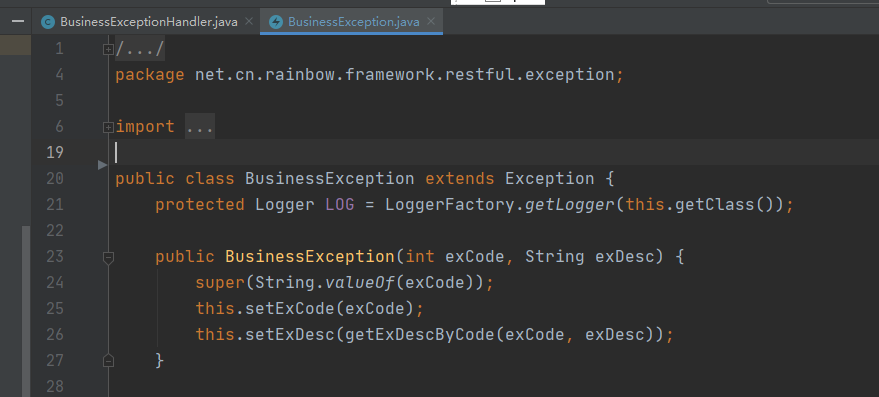 BusinessExceptionHandler.java BusinessException.java
1 /.../
4 package net.cn.rainbow.framework.restful.exception;
5
6 import ...
19
20 public class BusinessException extends Exception {
21 protected Logger LOG = LoggerFactory.getLogger(this.getClass());
22
23 public BusinessException(int exCode, String exDesc) {
24 super(String.valueOf(exCode));
25 this.setExCode(exCode);
26 this.setExDesc(getExDescByCode(exCode, exDesc));
27 }
28